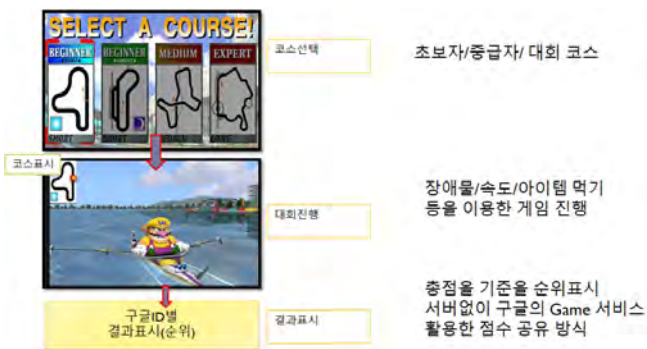 SELECT A COURSE!
BEGINNER
BEGINNER
MEDIUM
EXPERT
SHORT
코스선택
초보자/중급자/ 대회 코스
코스표시
대회진행
장애물/속도/아이템 먹기
등을 이용한 게임 진행
구글ID별
결과표시(순위)
결과표시
총점을 기준을 순위표시
서버없이 구글의 Game 서비스
활용한 점수 공유 방식